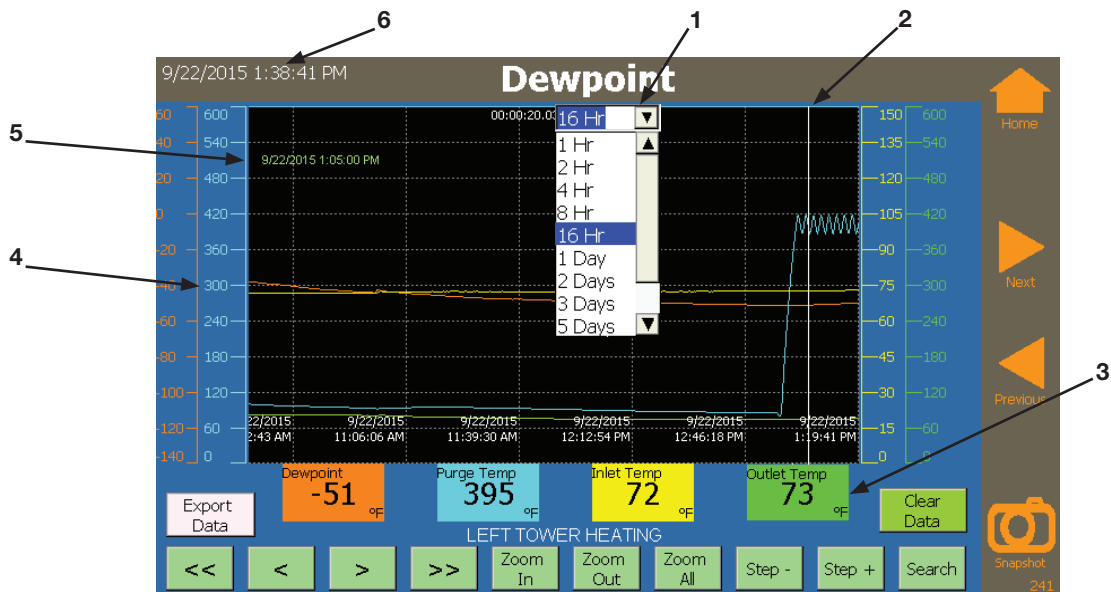 6
1
2
9/22/2015 1:38:41 PM
Dewpoint
Home
00:00:20.03
16 Hr
1 Hr
2 Hr
4 Hr
8 Hr
16 Hr
1 Day
2 Days
3 Days
5 Days
5
9/22/2015 1:05:00 PM
4
60 600 150 600
40 540 135 540
480 120 480
0 420 105 420
-20 360 90 360
-40 300 75 300
-60 240 60 240
-80 180 45 180
-100 120 30 120
-120 60 15 60
-140 0 0 0
Next
3
Previous
22/2015 9/22/2015 9/22/2015 9/22/2015 9/22/2015 9/22/2015
2:43 AM 11:06:06 AM 11:39:30 AM 12:12:54 PM 12:46:18 PM 1:19:41 PM
Dewpoint
-51
°F
Purge Temp
395
°F
Inlet Temp
72
°F
Outlet Temp
73
°F
Export
Data
Clear
Data
LEFT TOWER HEATING
<<
<
>
>>
Zoom
In
Zoom
Out
Zoom
All
Step -
Step +
Search
Snapshot
241